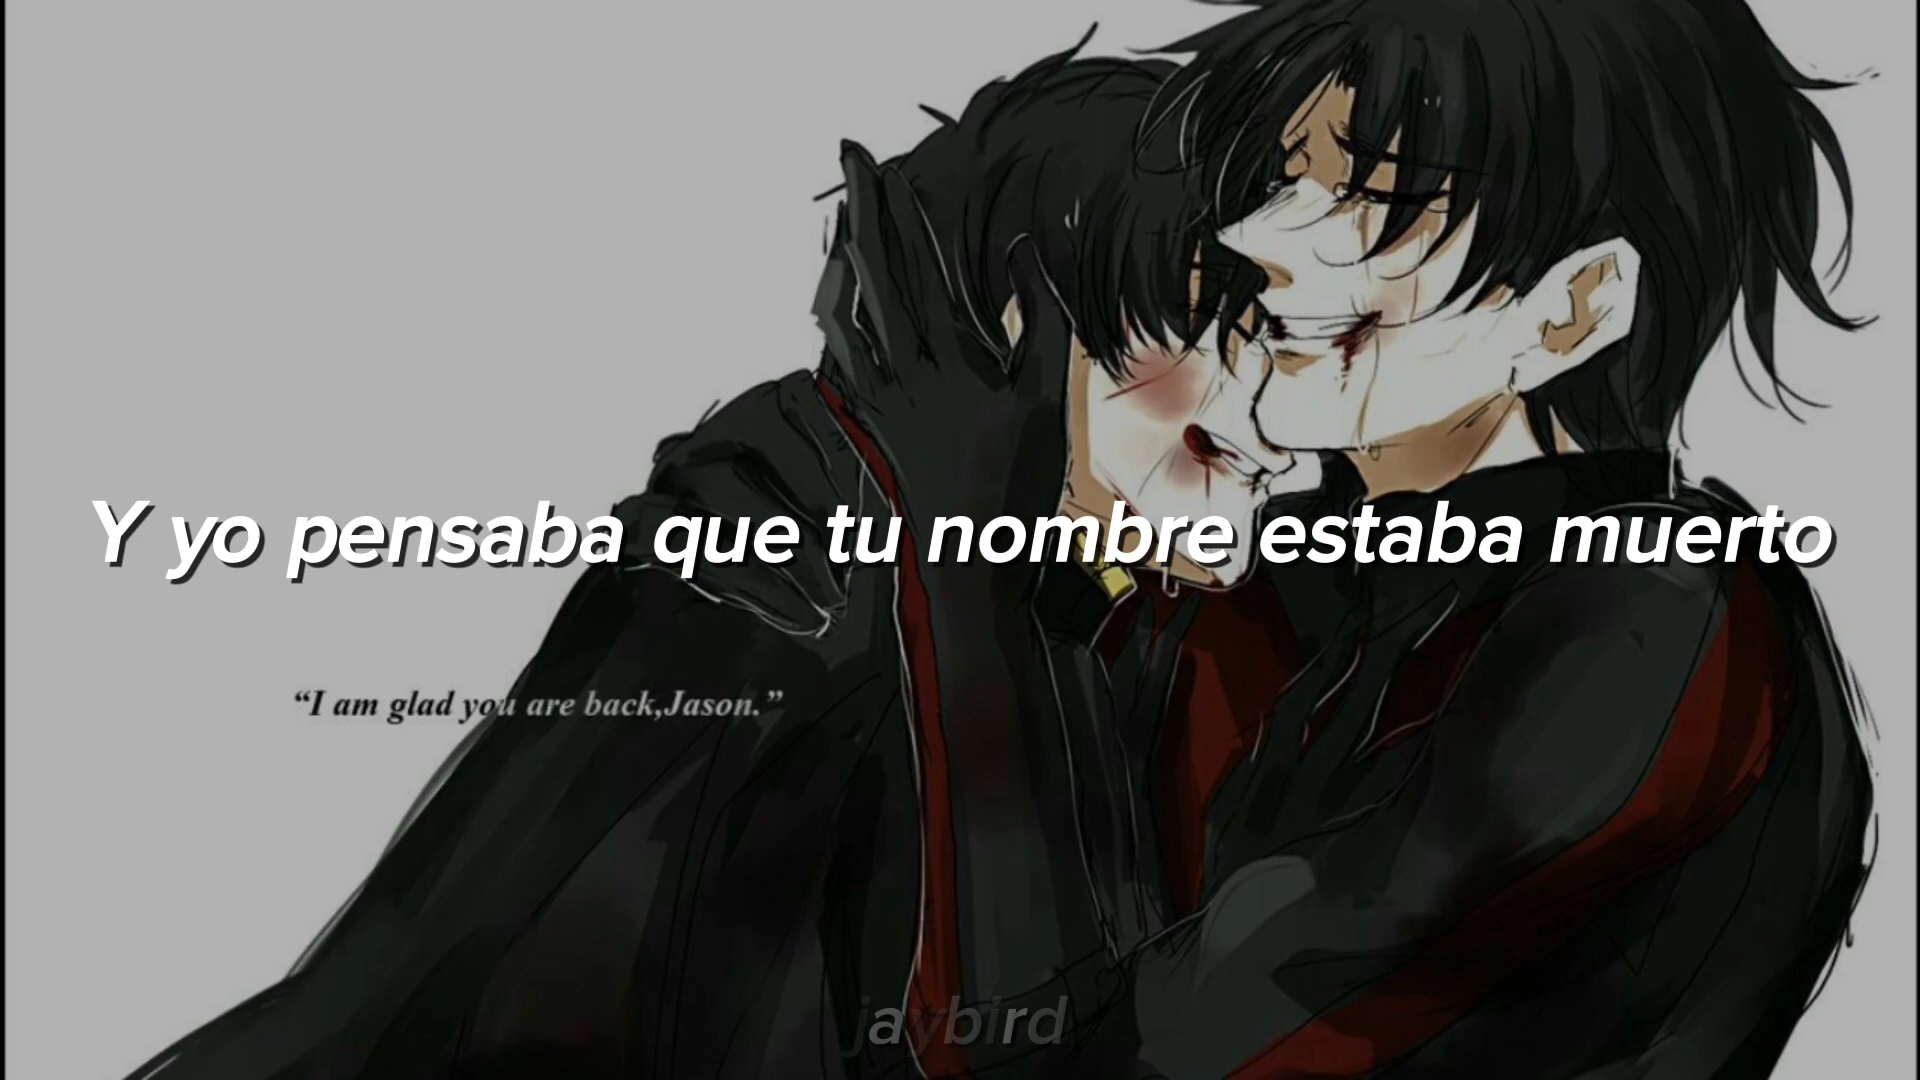 Y yo pensaba que tu nombre estaba muerto
“I am glad you are back,Jason.”
jaybird